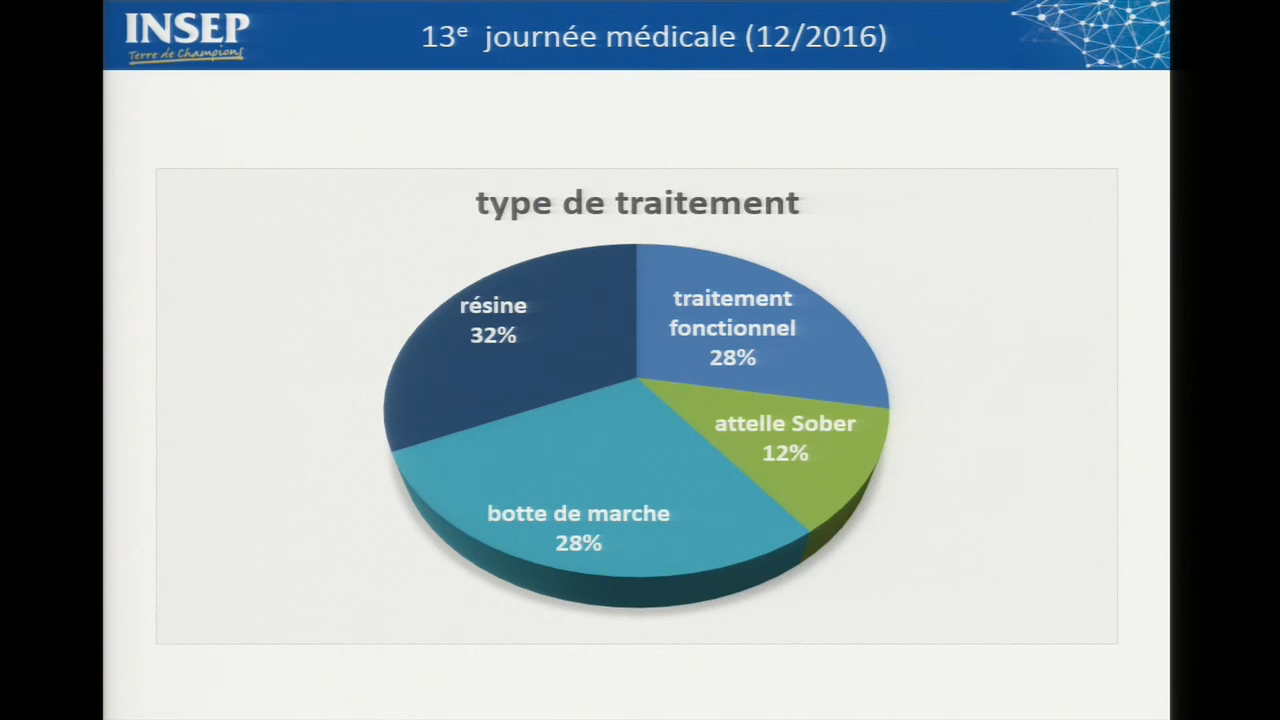 INSEP
Terre de Champions
13e journée médicale (12/2016)
type de traitement
résine
32%
traitement
fonctionnel
28%
attelle Sober
12%
botte de marche
28%